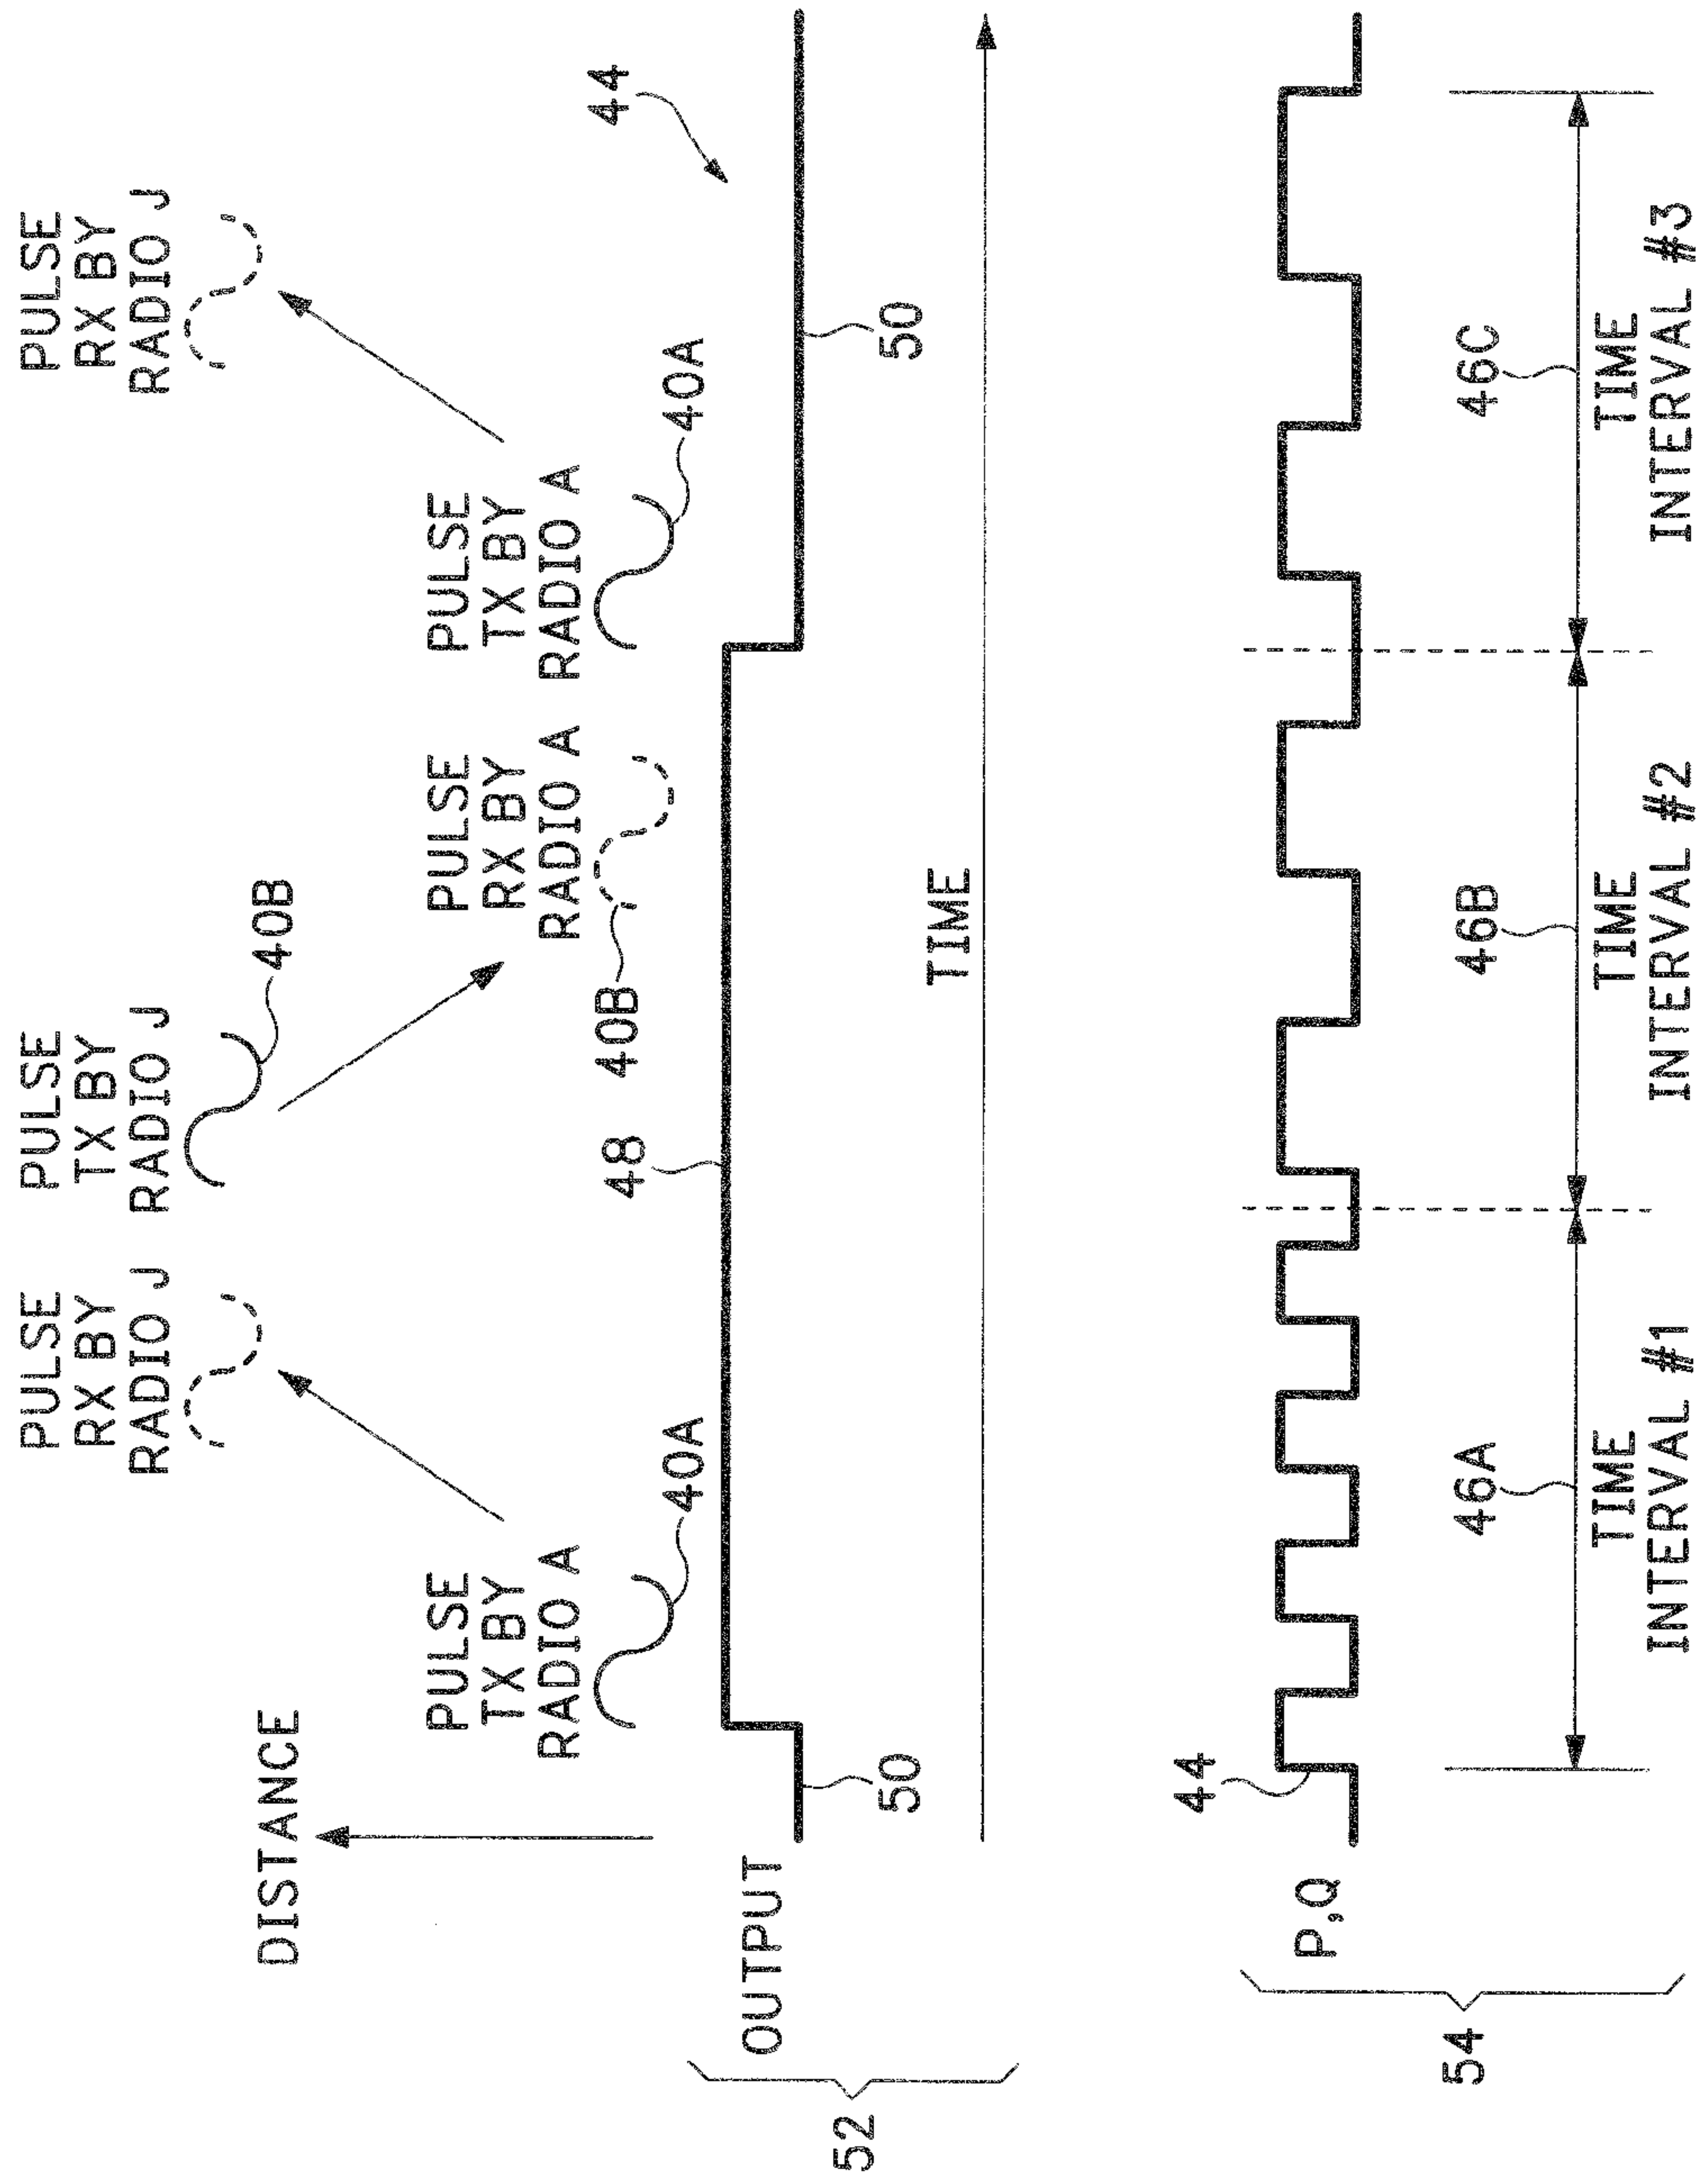 DISTANCE
PULSE
RX BY
RADIO J
PULSE
TX BY
RADIO J
40B
PULSE
RX BY
RADIO J
PULSE
TX BY
RADIO A
40A
PULSE
RX BY
RADIO A
40B
PULSE
TX BY
RADIO A
40A
44
48
OUTPUT
50
50
52
TIME
44
P,Q
54
46A
46B
46C
TIME
INTERVAL #1
TIME
INTERVAL #2
TIME
INTERVAL #3